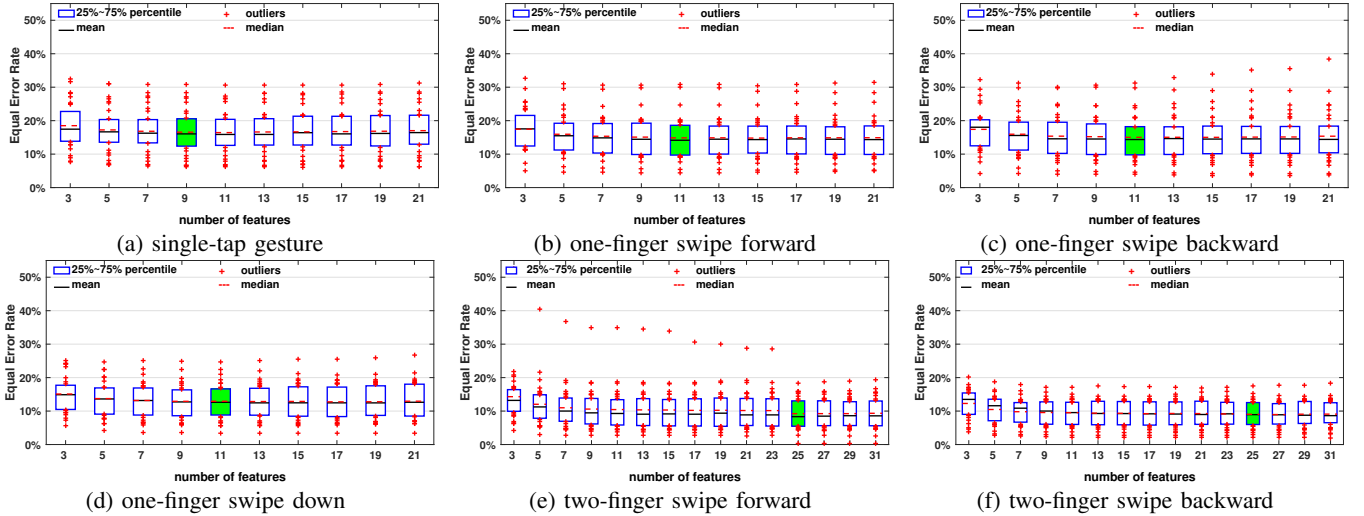 25%~75% percentile
mean
outliers
median
60%
50%
40%
30%
20%
10%
0%
Equal Error Rate
3 5 7 9 11 13 15 17 19 21
number of features
(a) single-tap gesture
25%~75% percentile
mean
outliers
median
60%
50%
40%
30%
20%
10%
0%
Equal Error Rate
3 5 7 9 11 13 15 17 19 21
number of features
(b) one-finger swipe forward
25%~75% percentile
mean
outliers
median
60%
50%
40%
30%
20%
10%
0%
Equal Error Rate
3 5 7 9 11 13 15 17 19 21
number of features
(c) one-finger swipe backward
25%~75% percentile
mean
outliers
median
60%
50%
40%
30%
20%
10%
0%
Equal Error Rate
3 5 7 9 11 13 15 17 19 21
number of features
(d) one-finger swipe down
25%~75% percentile
mean
outliers
median
60%
50%
40%
30%
20%
10%
0%
Equal Error Rate
3 5 7 9 11 13 15 17 19 21 23 25 27 29 31
number of features
(e) two-finger swipe forward
25%~75% percentile
mean
outliers
median
60%
50%
40%
30%
20%
10%
0%
Equal Error Rate
3 5 7 9 11 13 15 17 19 21 23 25 27 29 31
number of features
(f) two-finger swipe backward